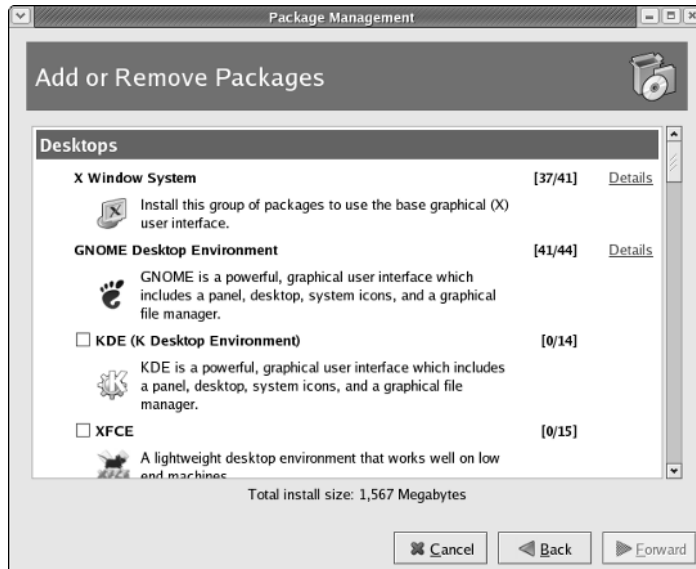 Package Management
Add or Remove Packages
Desktops
X Window System [37/41] Details
Install this group of packages to use the base graphical (X)
user interface.
GNOME Desktop Environment [41/44] Details
GNOME is a powerful, graphical user interface which
includes a panel, desktop, system icons, and a graphical
file manager.
KDE (K Desktop Environment) [0/14]
KDE is a powerful, graphical user interface which includes
a panel, desktop, system icons, and a graphical file
manager.
XFCE [0/15]
A lightweight desktop environment that works well on low
end machines.
Total install size: 1,567 Megabytes
Cancel Back Forward